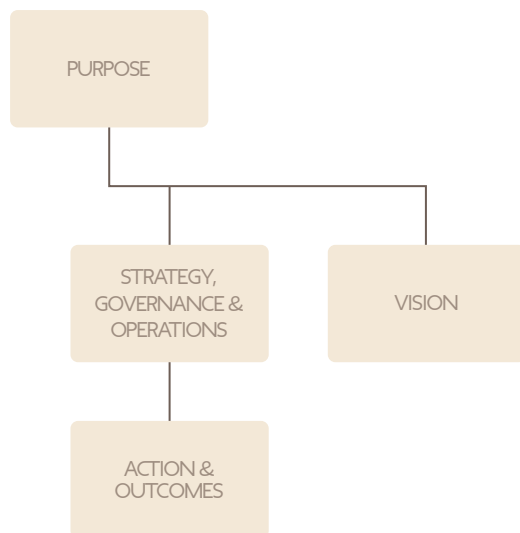 PURPOSE
STRATEGY,
GOVERNANCE &
OPERATIONS
VISION
ACTION &
OUTCOMES